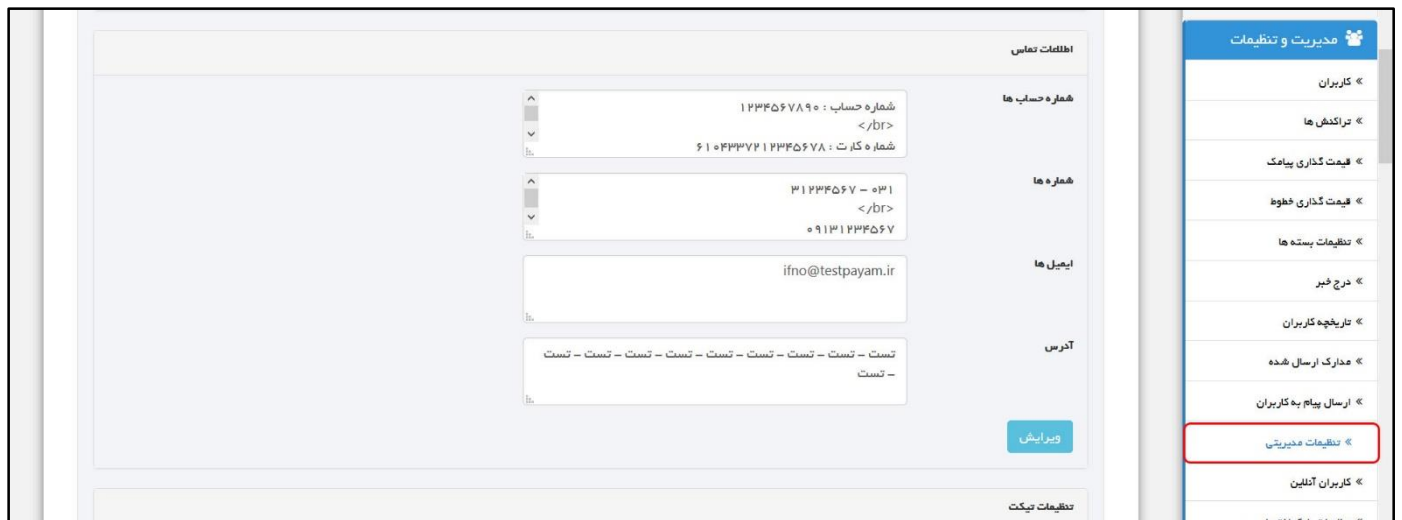 مدیریت و تنظیمات
» کاربران
» تراکنش ها
» قیمت گذاری پیامک
» قیمت گذاری خطوط
» تنظیمات بسته ها
» درج خبر
» تاریخچه کاربران
» مدارک ارسال شده
» ارسال پیام به کاربران
» تنظیمات مدیریتی
» کاربران آنلاین
اطلاعات تماس
شماره حساب ها
شماره حساب : ۱۲۳۴۵۶۷۸۹۰
</br>
شماره کارت : ۶۱۰۴۳۳۷۲۱۲۳۴۵۶۷۸
شماره ها
۰۳۱ – ۳۱۲۳۴۵۶۷
</br>
۰۹۱۳۱۲۳۴۵۶۷
ایمیل ها
ifno@testpayam.ir
آدرس
تست – تست – تست – تست – تست – تست – تست – تست – تست
– تست
ویرایش
تنظیمات تیکت